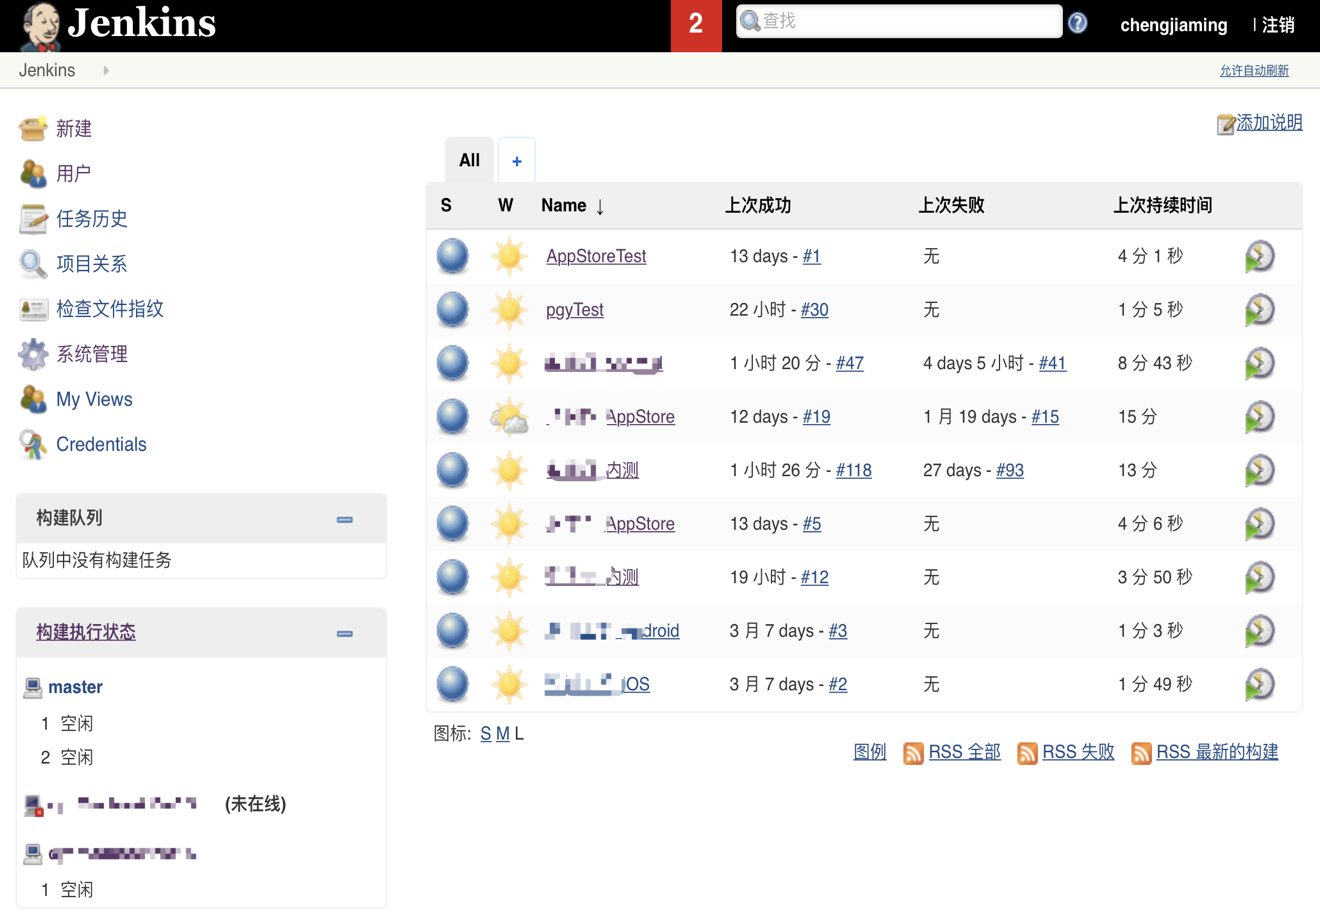 Jenkins
2
查找
chengjiaming
| 注销
Jenkins
允许自动刷新
新建
用户
任务历史
项目关系
检查文件指纹
系统管理
My Views
Credentials
构建队列
队列中没有构建任务
构建执行状态
master
1 空闲
2 空闲
(未在线)
1 空闲
添加说明
All +
S W Name ↓ 上次成功 上次失败 上次持续时间
AppStoreTest 13 days - #1 无 4 分 1 秒
pgyTest 22 小时 - #30 无 1 分 5 秒
1 小时 20 分 - #47 4 days 5 小时 - #41 8 分 43 秒
AppStore 12 days - #19 1 月 19 days - #15 15 分
内测 1 小时 26 分 - #118 27 days - #93 13 分
AppStore 13 days - #5 无 4 分 6 秒
内测 19 小时 - #12 无 3 分 50 秒
droid 3 月 7 days - #3 无 1 分 3 秒
iOS 3 月 7 days - #2 无 1 分 49 秒
图标: S M L
图例 RSS 全部 RSS 失败 RSS 最新的构建